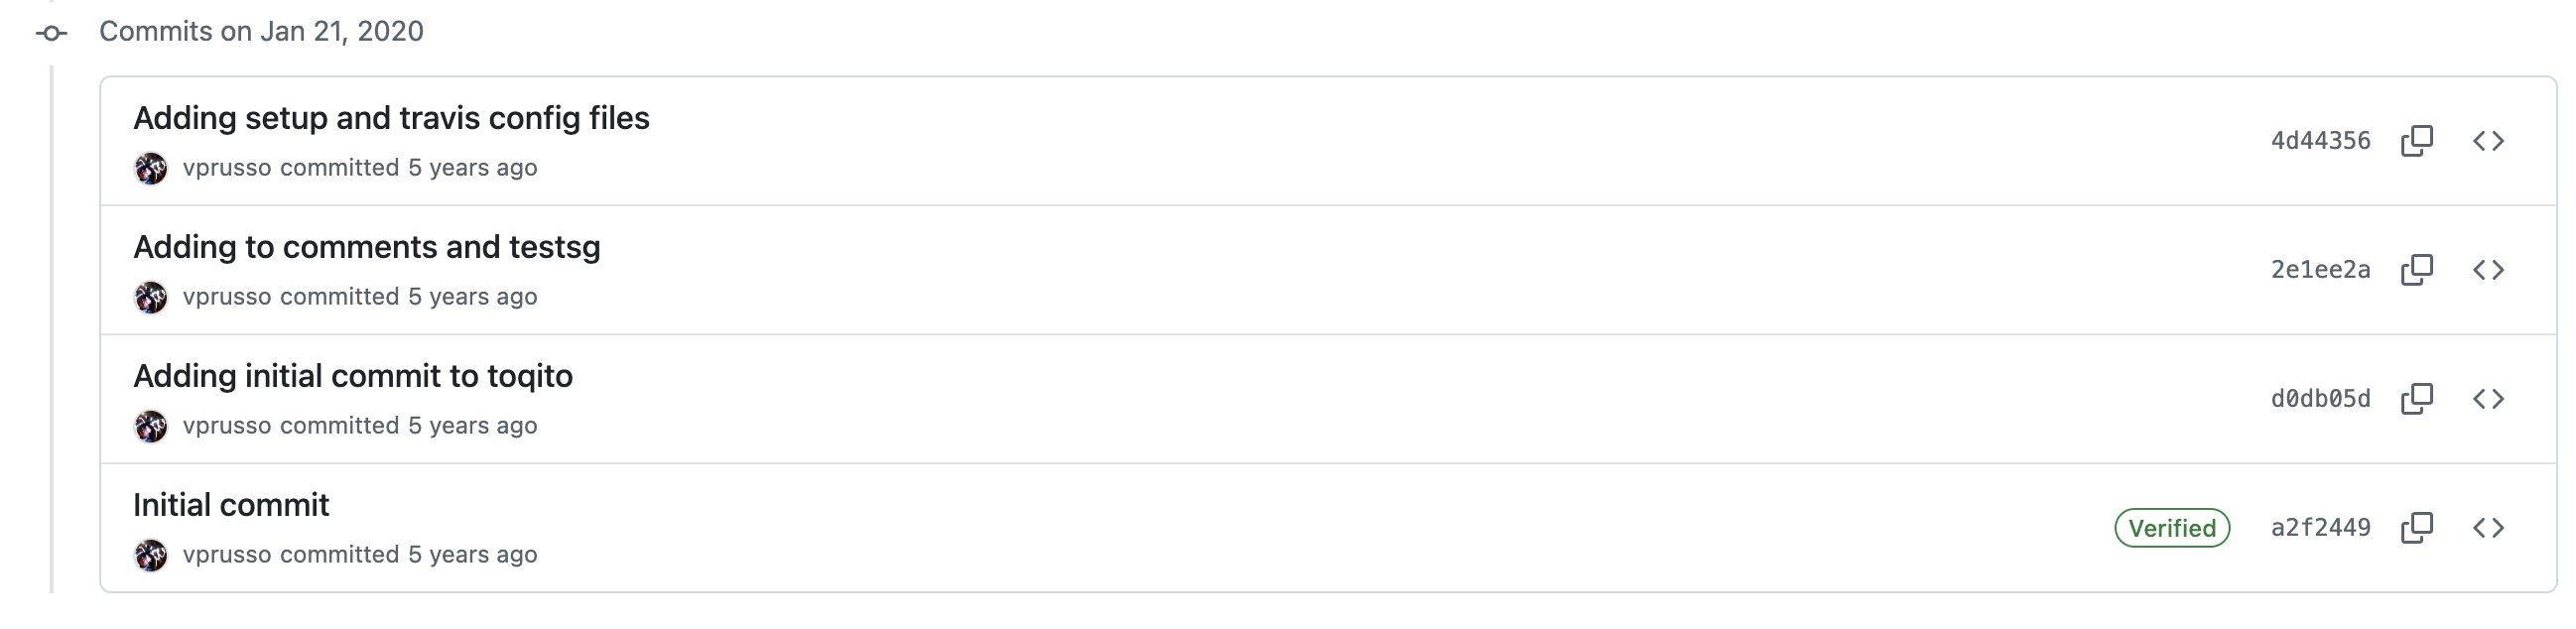 Commits on Jan 21, 2020
Adding setup and travis config files
vprusso committed 5 years ago
4d44356
Adding to comments and testsg
vprusso committed 5 years ago
2e1ee2a
Adding initial commit to toqito
vprusso committed 5 years ago
d0db05d
Initial commit
vprusso committed 5 years ago
Verified a2f2449